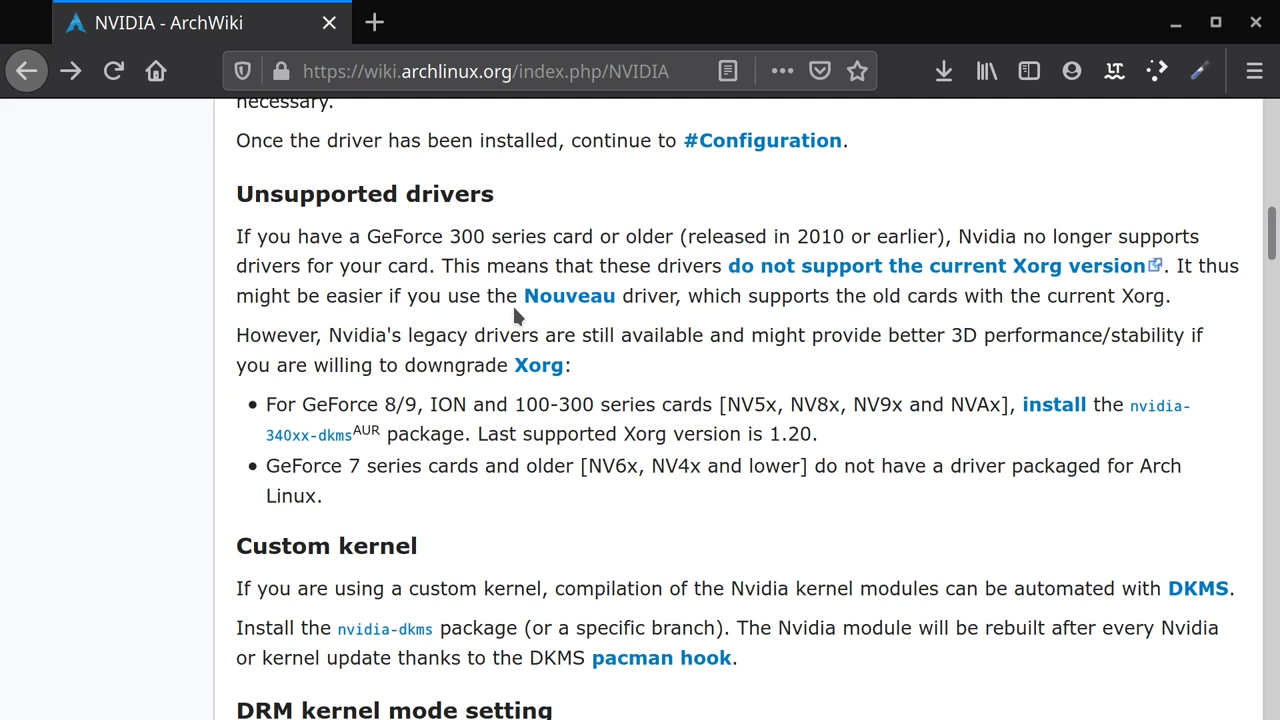 NVIDIA - ArchWiki
https://wiki.archlinux.org/index.php/NVIDIA
necessary.
Once the driver has been installed, continue to #Configuration.
Unsupported drivers
If you have a GeForce 300 series card or older (released in 2010 or earlier), Nvidia no longer supports
drivers for your card. This means that these drivers do not support the current Xorg version. It thus
might be easier if you use the Nouveau driver, which supports the old cards with the current Xorg.
However, Nvidia's legacy drivers are still available and might provide better 3D performance/stability if
you are willing to downgrade Xorg:
• For GeForce 8/9, ION and 100-300 series cards [NV5x, NV8x, NV9x and NVAx], install the nvidia-
340xx-dkmsAUR package. Last supported Xorg version is 1.20.
• GeForce 7 series cards and older [NV6x, NV4x and lower] do not have a driver packaged for Arch
Linux.
Custom kernel
If you are using a custom kernel, compilation of the Nvidia kernel modules can be automated with DKMS.
Install the nvidia-dkms package (or a specific branch). The Nvidia module will be rebuilt after every Nvidia
or kernel update thanks to the DKMS pacman hook.
DRM kernel mode setting